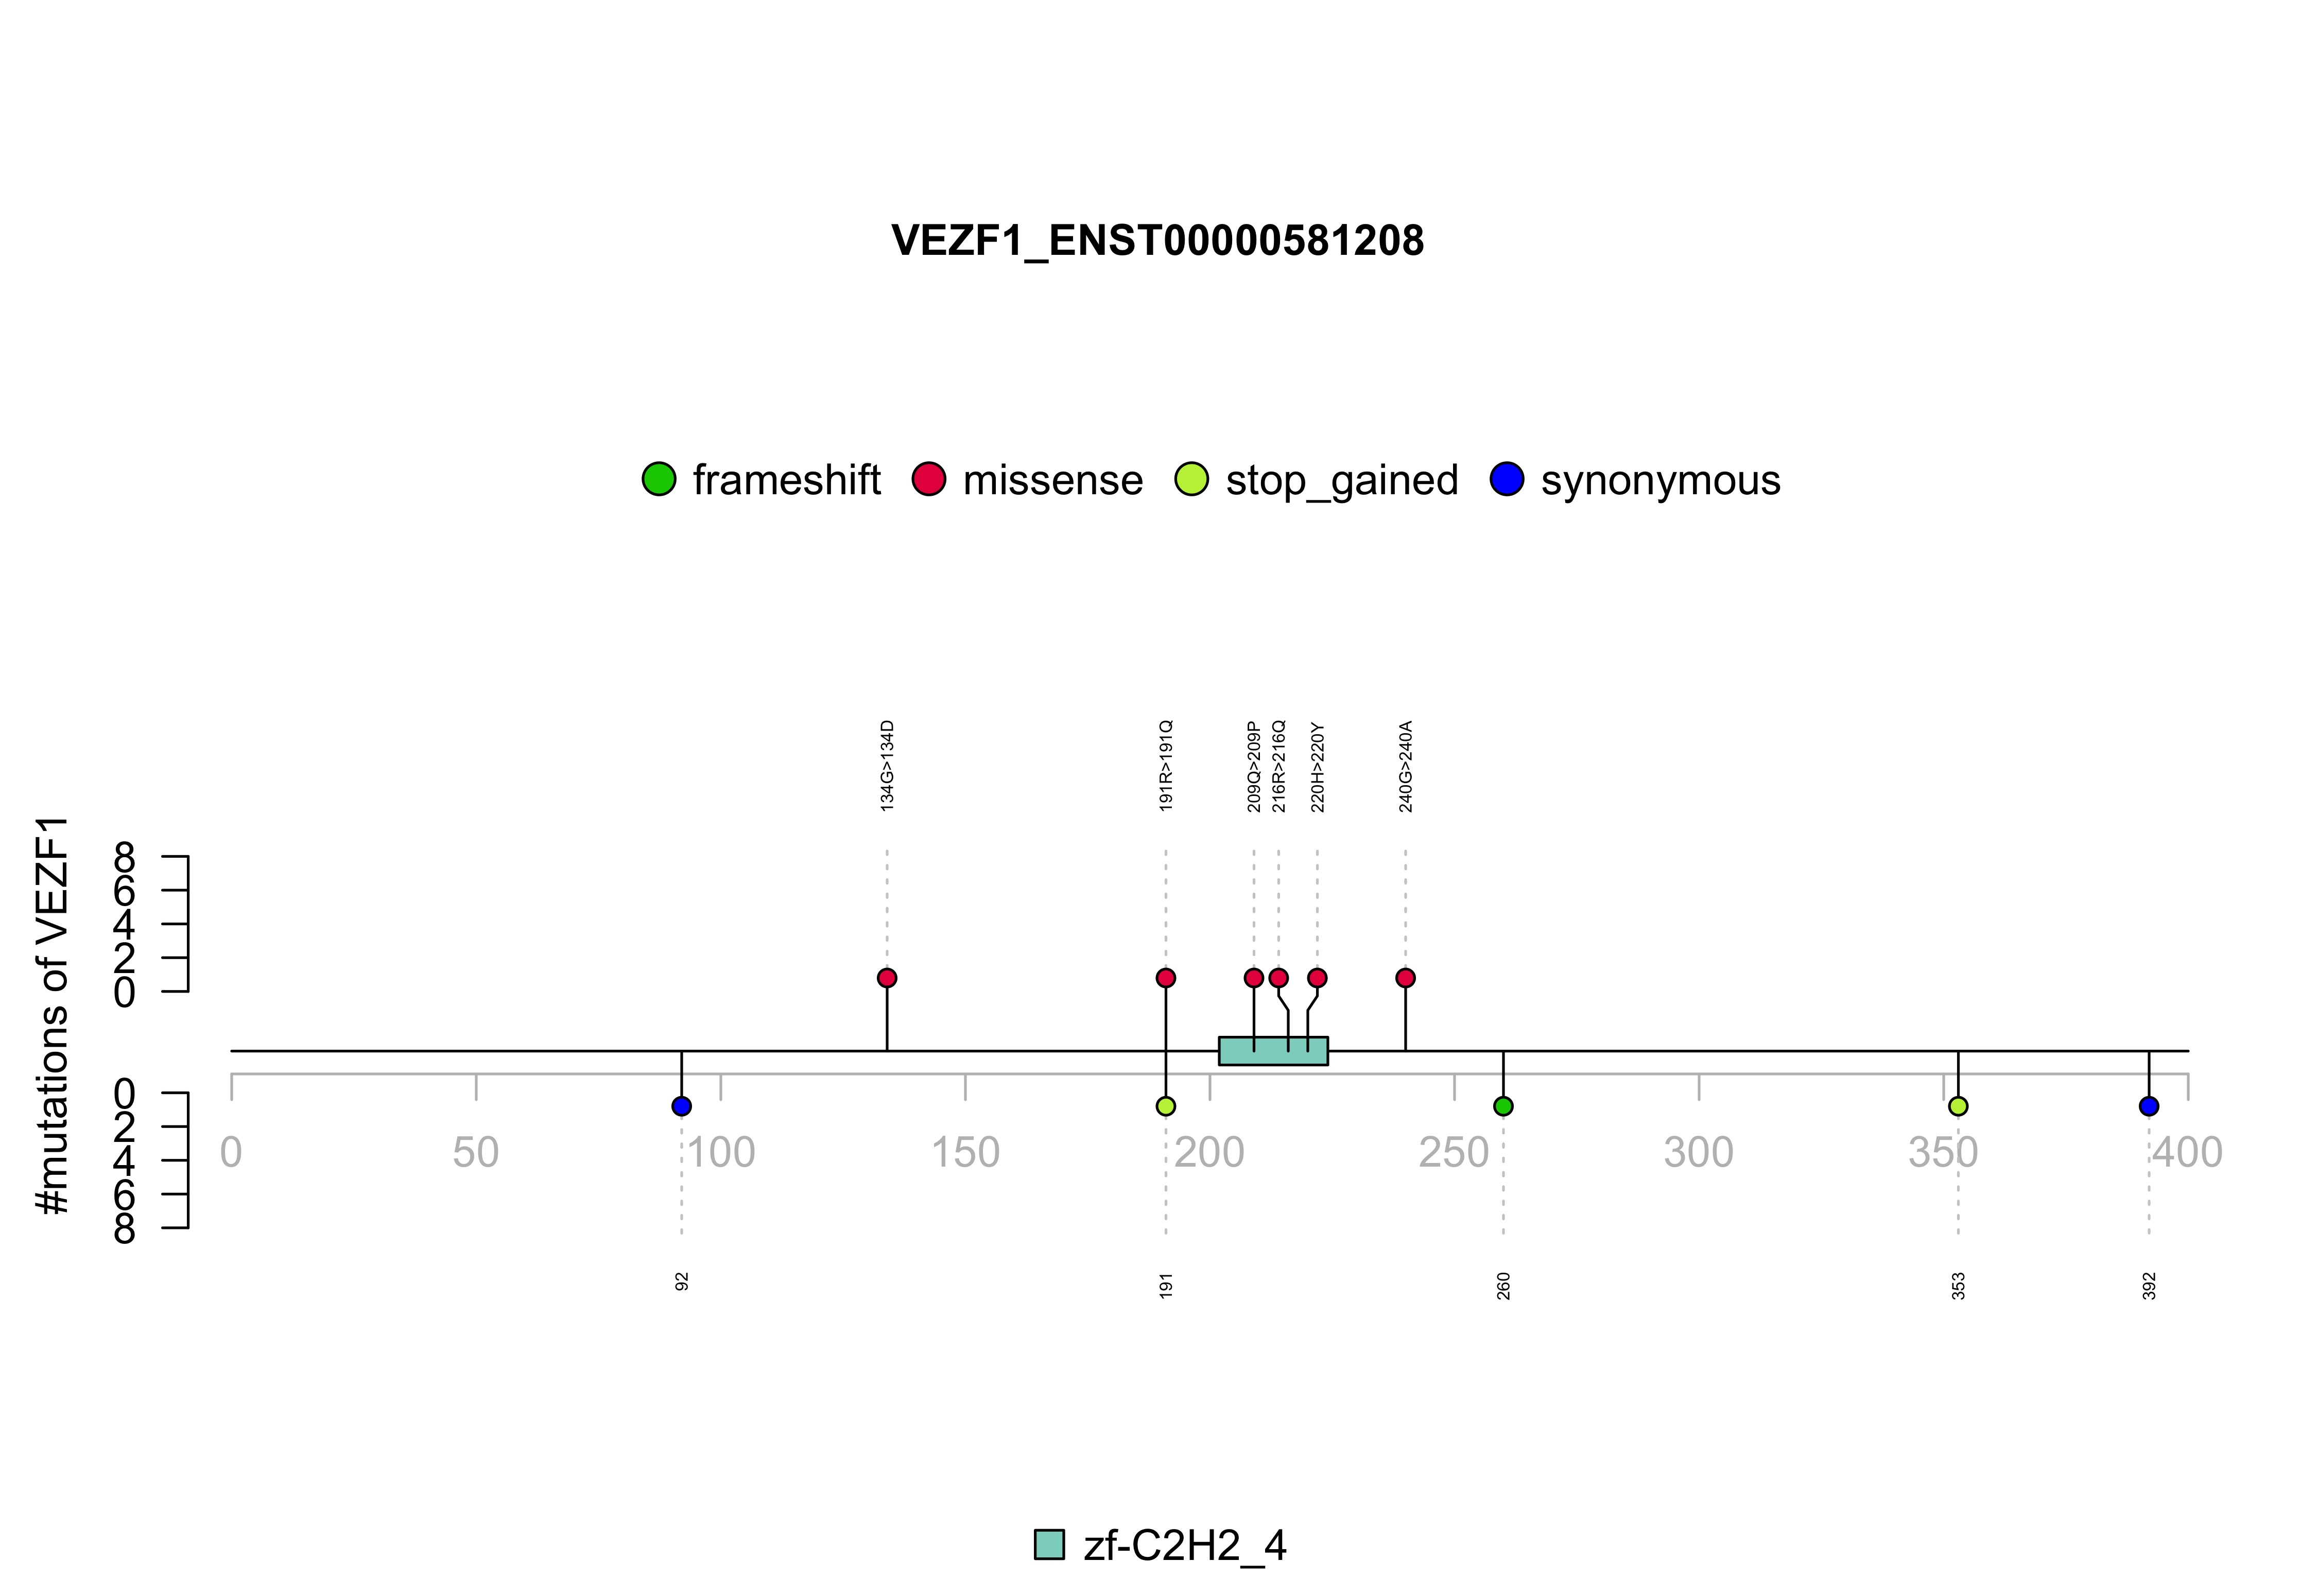 VEZF1_ENST00000581208
frameshift missense stop_gained synonymous
134G>134D
191R>191Q
209Q>209P
216R>216Q
220H>220Y
240G>240A
#mutations of VEZF1
8
6
4
2
0
0
2
4
6
8
0 50 100 150 200 250 300 350 400
92
191
260
353
392
zf-C2H2_4